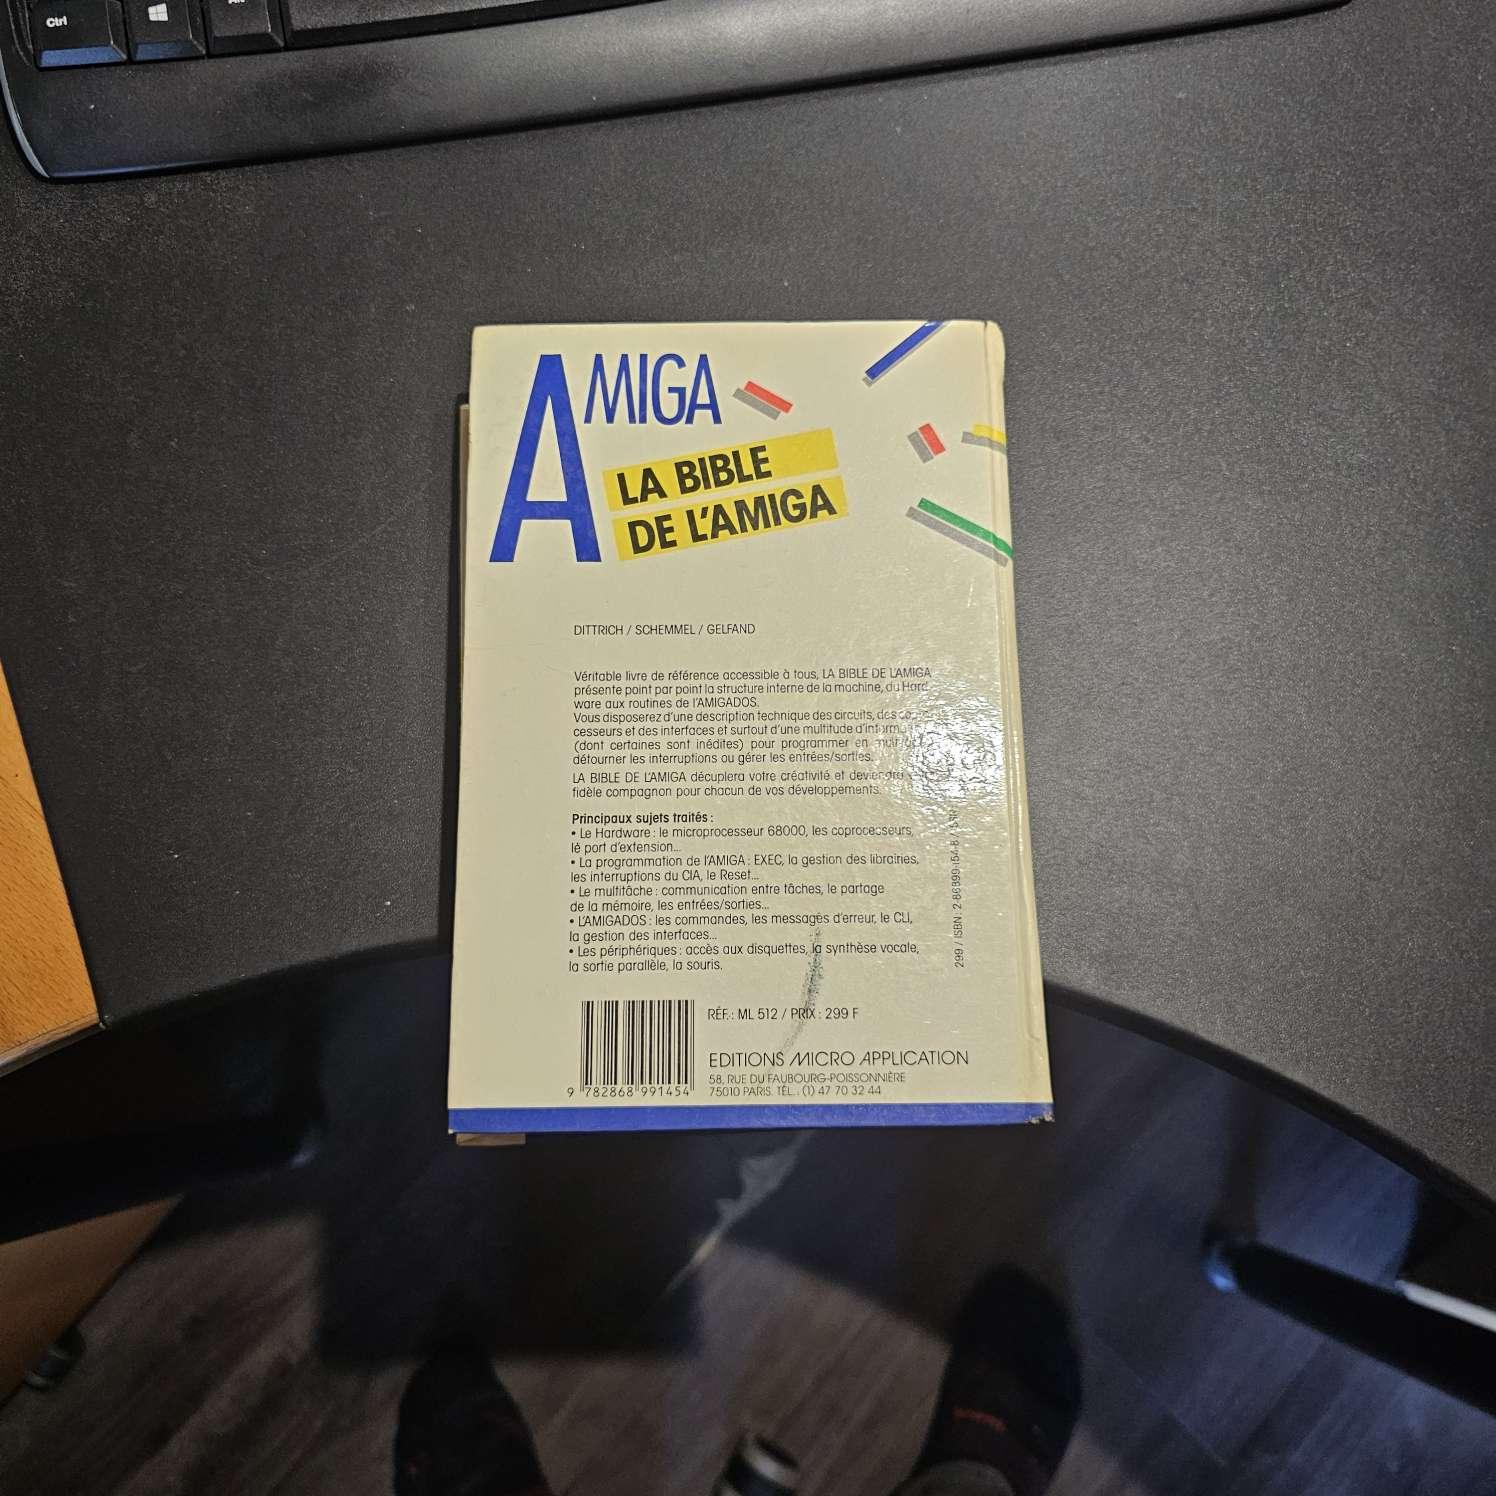 Ctrl
Alt
AMIGA
LA BIBLE
DE L'AMIGA
DITTRICH / SCHEMMEL / GELFAND
Véritable livre de référence accessible à tous, LA BIBLE DE L'AMIGA
présente point par point la structure interne de la machine, du Hard
ware aux routines de l'AMIGADOS.
Vous disposerez d'une description technique des circuits, des
cesseurs et des interfaces et surtout d'une multitude
(dont certaines sont inédites) pour programmer en
détourner les interruptions ou gérer les entrées/sorties.
LA BIBLE DE L'AMIGA décuplera votre créativité et deviendra
fidèle compagnon pour chacun de vos développements.
Principaux sujets traités :
• Le Hardware : le microprocesseur 68000, les coprocesseurs,
le port d'extension...
• La programmation de l'AMIGA : EXEC, la gestion des librairies,
les interruptions du CIA, le Reset...
• Le multitâche : communication entre tâches, le partage
de la mémoire, les entrées/sorties...
• L'AMIGADOS : les commandes, les messages d'erreur, le CLI,
la gestion des interfaces...
• Les périphériques : accès aux disquettes, la synthèse vocale,
la sortie parallèle, la souris.
299 / ISBN : 2-86899-154-8
9 782868 991454
RÉF. : ML 512 / PRIX : 299 F
EDITIONS MICRO APPLICATION
58, RUE DU FAUBOURG-POISSONNIÈRE
75010 PARIS. TÉL. : (1) 47 70 32 44